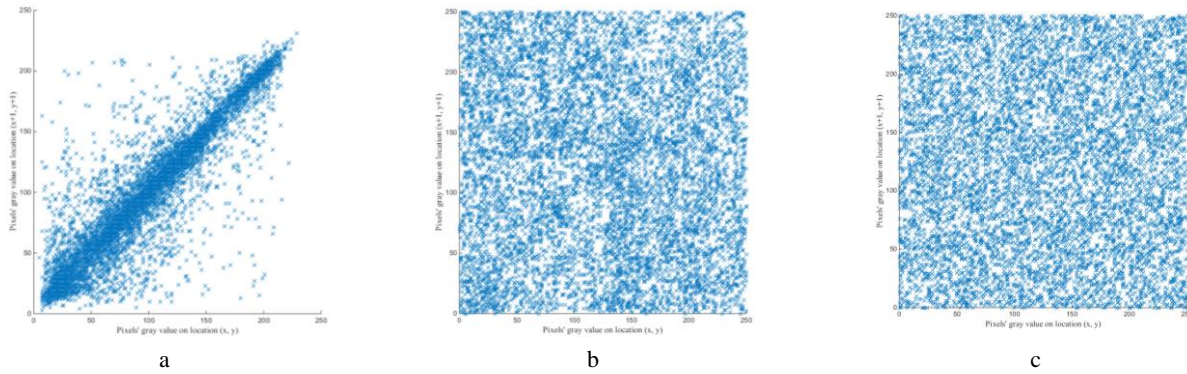 250
200
150
100
50
0
Pixels' gray value on location (x+1, y+1)
0 50 100 150 200 250
Pixels' gray value on location (x, y)
a
250
200
150
100
50
0
Pixels' gray value on location (x+1, y+1)
0 50 100 150 200 250
Pixels' gray value on location (x, y)
b
250
200
150
100
50
0
Pixels' gray value on location (x+1, y+1)
0 50 100 150 200 250
Pixels' gray value on location (x, y)
c